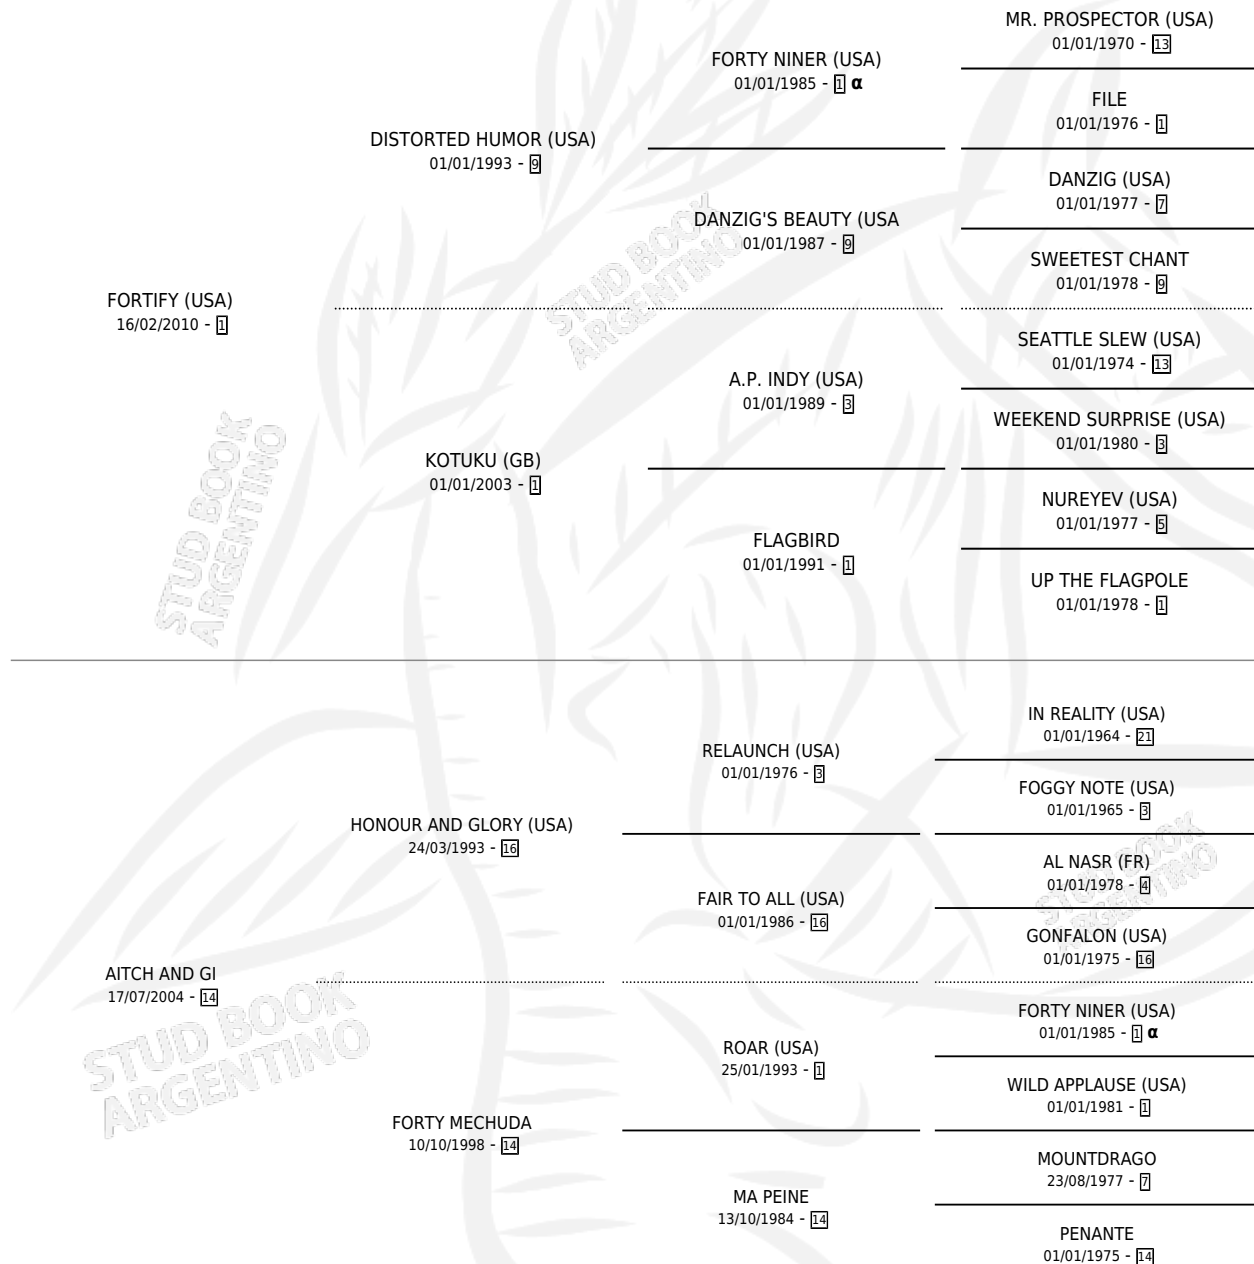 MR. PROSPECTOR (USA)
01/01/1970 - 13
FORTY NINER (USA)
01/01/1985 - 1 α
FILE
01/01/1976 - 1
DISTORTED HUMOR (USA)
01/01/1993 - 9
DANZIG (USA)
01/01/1977 - 7
DANZIG'S BEAUTY (USA
01/01/1987 - 9
SWEETEST CHANT
01/01/1978 - 9
STUD BOOK
ARGENTINO
FORTIFY (USA)
16/02/2010 - 1
SEATTLE SLEW (USA)
01/01/1974 - 13
A.P. INDY (USA)
01/01/1989 - 3
WEEKEND SURPRISE (USA)
01/01/1980 - 3
KOTUKU (GB)
01/01/2003 - 1
NUREYEV (USA)
01/01/1977 - 5
FLAGBIRD
01/01/1991 - 1
UP THE FLAGPOLE
01/01/1978 - 1
STUD BOOK
ARGENTINO
IN REALITY (USA)
01/01/1964 - 21
RELAUNCH (USA)
01/01/1976 - 3
FOGGY NOTE (USA)
01/01/1965 - 3
HONOUR AND GLORY (USA)
24/03/1993 - 16
AL NASR (FR)
01/01/1978 - 4
FAIR TO ALL (USA)
01/01/1986 - 16
GONFALON (USA)
01/01/1975 - 16
STUD BOOK
ARGENTINO
AITCH AND GI
17/07/2004 - 14
FORTY NINER (USA)
01/01/1985 - 1 α
ROAR (USA)
25/01/1993 - 1
WILD APPLAUSE (USA)
01/01/1981 - 1
FORTY MECHUDA
10/10/1998 - 14
MOUNTDRAGO
23/08/1977 - 7
MA PEINE
13/10/1984 - 14
PENANTE
01/01/1975 - 14
STUD BOOK
ARGENTINO